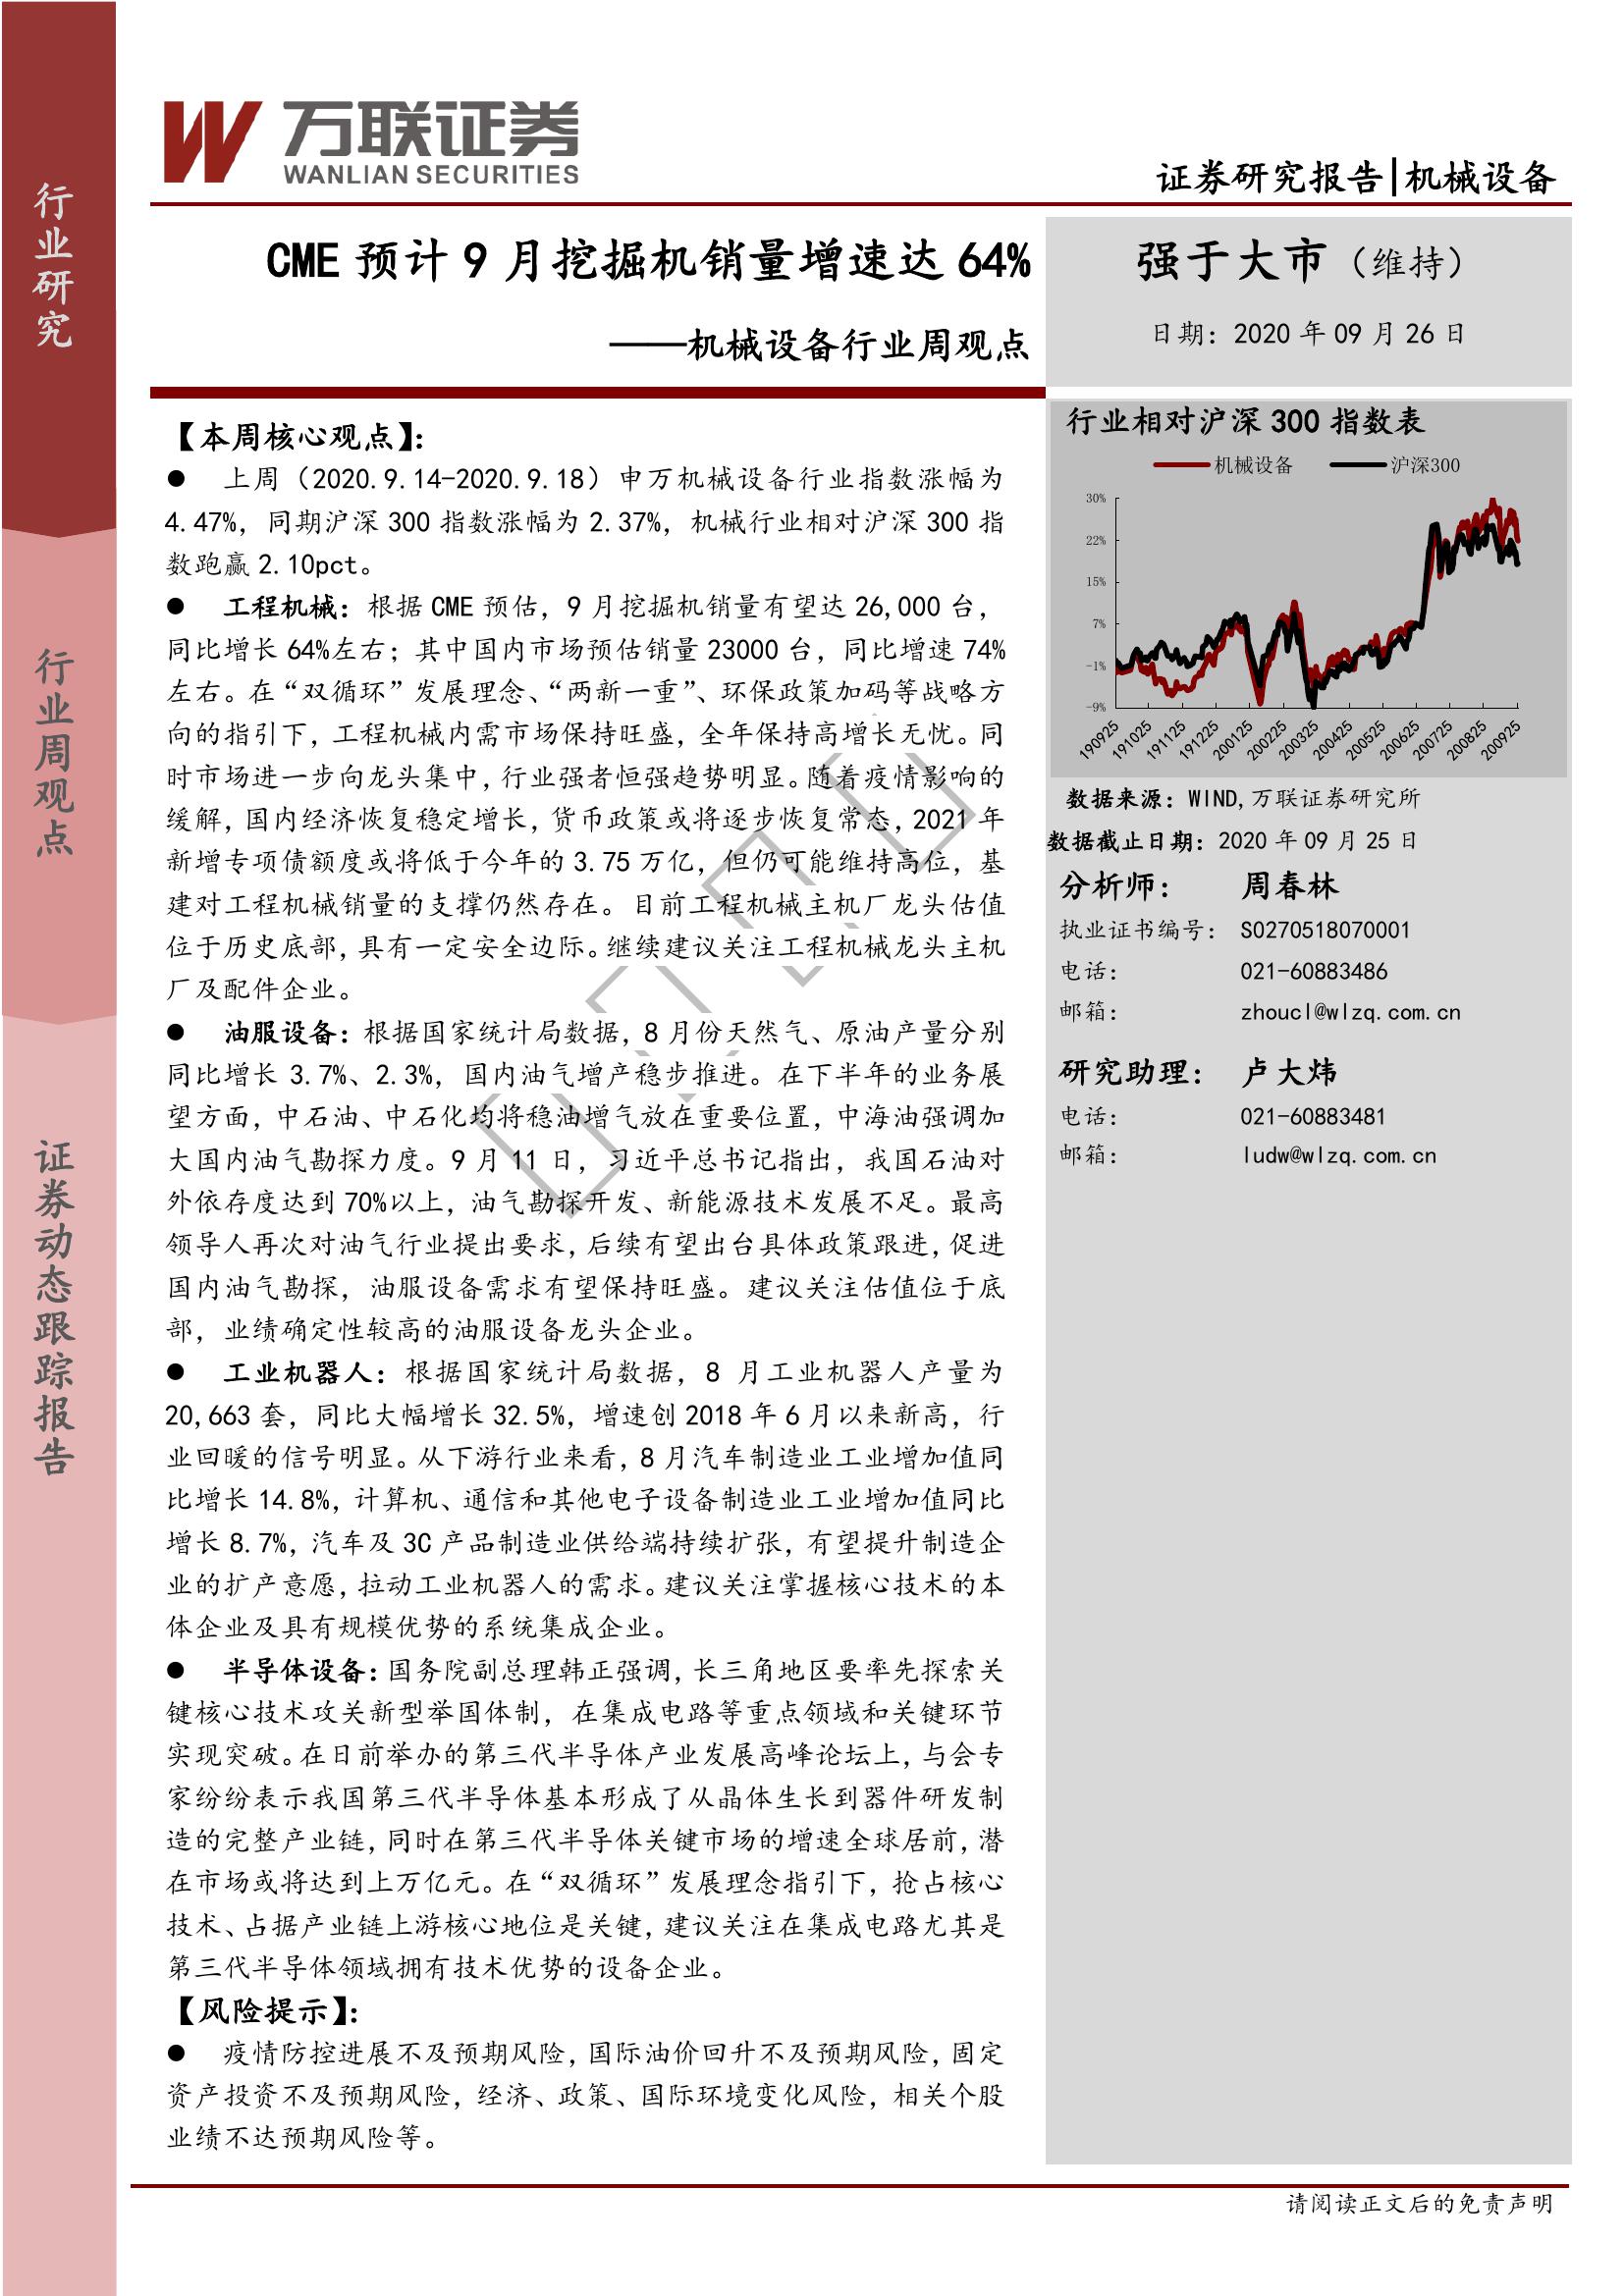 行业研究
行业周观点
证券动态跟踪报告
万联证券
WANLIAN SECURITIES
证券研究报告|机械设备
CME 预计 9 月挖掘机销量增速达 64%
——机械设备行业周观点
强于大市（维持）
日期：2020 年 09 月 26 日
【本周核心观点】：
● 上周（2020.9.14-2020.9.18）申万机械设备行业指数涨幅为
4.47%，同期沪深 300 指数涨幅为 2.37%，机械行业相对沪深 300 指
数跑赢 2.10pct。
● 工程机械：根据 CME 预估，9 月挖掘机销量有望达 26,000 台，
同比增长 64%左右；其中国内市场预估销量 23000 台，同比增速 74%
左右。在“双循环”发展理念、“两新一重”、环保政策加码等战略方
向的指引下，工程机械内需市场保持旺盛，全年保持高增长无忧。同
时市场进一步向龙头集中，行业强者恒强趋势明显。随着疫情影响的
缓解，国内经济恢复稳定增长，货币政策或将逐步恢复常态，2021 年
新增专项债额度或将低于今年的 3.75 万亿，但仍可能维持高位，基
建对工程机械销量的支撑仍然存在。目前工程机械主机厂龙头估值
位于历史底部，具有一定安全边际。继续建议关注工程机械龙头主机
厂及配件企业。
● 油服设备：根据国家统计局数据，8 月份天然气、原油产量分别
同比增长 3.7%、2.3%，国内油气增产稳步推进。在下半年的业务展
望方面，中石油、中石化均将稳油增气放在重要位置，中海油强调加
大国内油气勘探力度。9 月 11 日，习近平总书记指出，我国石油对
外依存度达到 70%以上，油气勘探开发、新能源技术发展不足。最高
领导人再次对油气行业提出要求，后续有望出台具体政策跟进，促进
国内油气勘探，油服设备需求有望保持旺盛。建议关注估值位于底
部，业绩确定性较高的油服设备龙头企业。
● 工业机器人：根据国家统计局数据，8 月工业机器人产量为
20,663 套，同比大幅增长 32.5%，增速创 2018 年 6 月以来新高，行
业回暖的信号明显。从下游行业来看，8 月汽车制造业工业增加值同
比增长 14.8%，计算机、通信和其他电子设备制造业工业增加值同比
增长 8.7%，汽车及 3C 产品制造业供给端持续扩张，有望提升制造企
业的扩产意愿，拉动工业机器人的需求。建议关注掌握核心技术的本
体企业及具有规模优势的系统集成企业。
● 半导体设备：国务院副总理韩正强调，长三角地区要率先探索关
键核心技术攻关新型举国体制，在集成电路等重点领域和关键环节
实现突破。在日前举办的第三代半导体产业发展高峰论坛上，与会专
家纷纷表示我国第三代半导体基本形成了从晶体生长到器件研发制
造的完整产业链，同时在第三代半导体关键市场的增速全球居前，潜
在市场或将达到上万亿元。在“双循环”发展理念指引下，抢占核心
技术、占据产业链上游核心地位是关键，建议关注在集成电路尤其是
第三代半导体领域拥有技术优势的设备企业。
【风险提示】：
● 疫情防控进展不及预期风险，国际油价回升不及预期风险，固定
资产投资不及预期风险，经济、政策、国际环境变化风险，相关个股
业绩不达预期风险等。
行业相对沪深 300 指数表
机械设备 沪深300
30%
22%
15%
7%
-1%
-9%
190925 191025 191125 191225 200125 200225 200325 200425 200525 200625 200725 200825 200925
数据来源：WIND,万联证券研究所
数据截止日期：2020 年 09 月 25 日
分析师： 周春林
执业证书编号： S0270518070001
电话： 021-60883486
邮箱： zhoucl@wlzq.com.cn
研究助理： 卢大炜
电话： 021-60883481
邮箱： ludw@wlzq.com.cn
请阅读正文后的免责声明